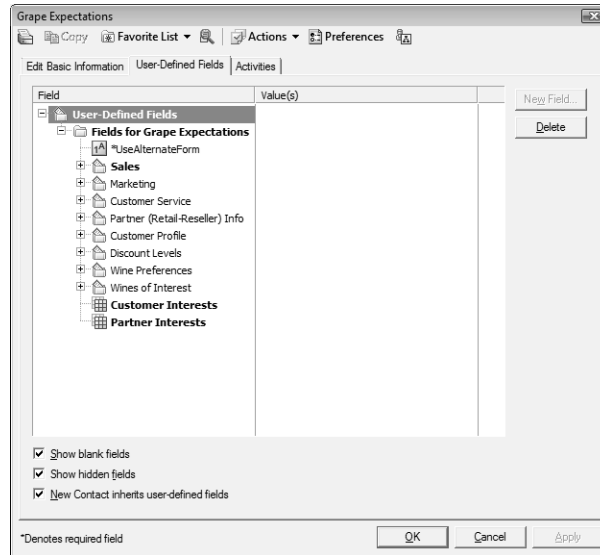 Grape Expectations
Copy Favorite List Actions Preferences
Edit Basic Information User-Defined Fields Activities
Field Value(s)
New Field...
User-Defined Fields
Delete
Fields for Grape Expectations
1A *UseAlternateForm
Sales
Marketing
Customer Service
Partner (Retail-Reseller) Info
Customer Profile
Discount Levels
Wine Preferences
Wines of Interest
Customer Interests
Partner Interests
Show blank fields
Show hidden fields
New Contact inherits user-defined fields
*Denotes required field
OK Cancel Apply